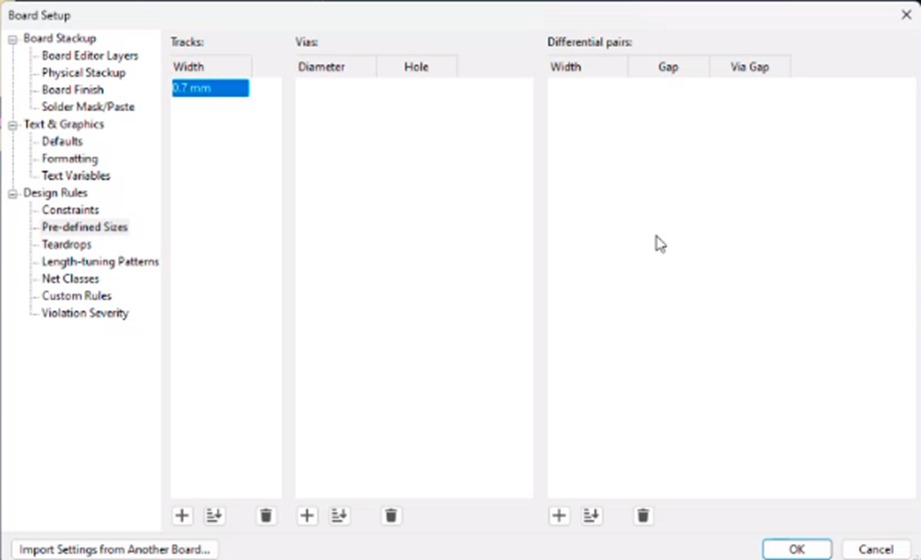 Board Setup
Board Stackup
Board Editor Layers
Physical Stackup
Board Finish
Solder Mask/Paste
Text & Graphics
Defaults
Formatting
Text Variables
Design Rules
Constraints
Pre-defined Sizes
Teardrops
Length-tuning Patterns
Net Classes
Custom Rules
Violation Severity
Tracks:
Width
0.7 mm
Vias:
Diameter Hole
Differential pairs:
Width Gap Via Gap
Import Settings from Another Board... OK Cancel